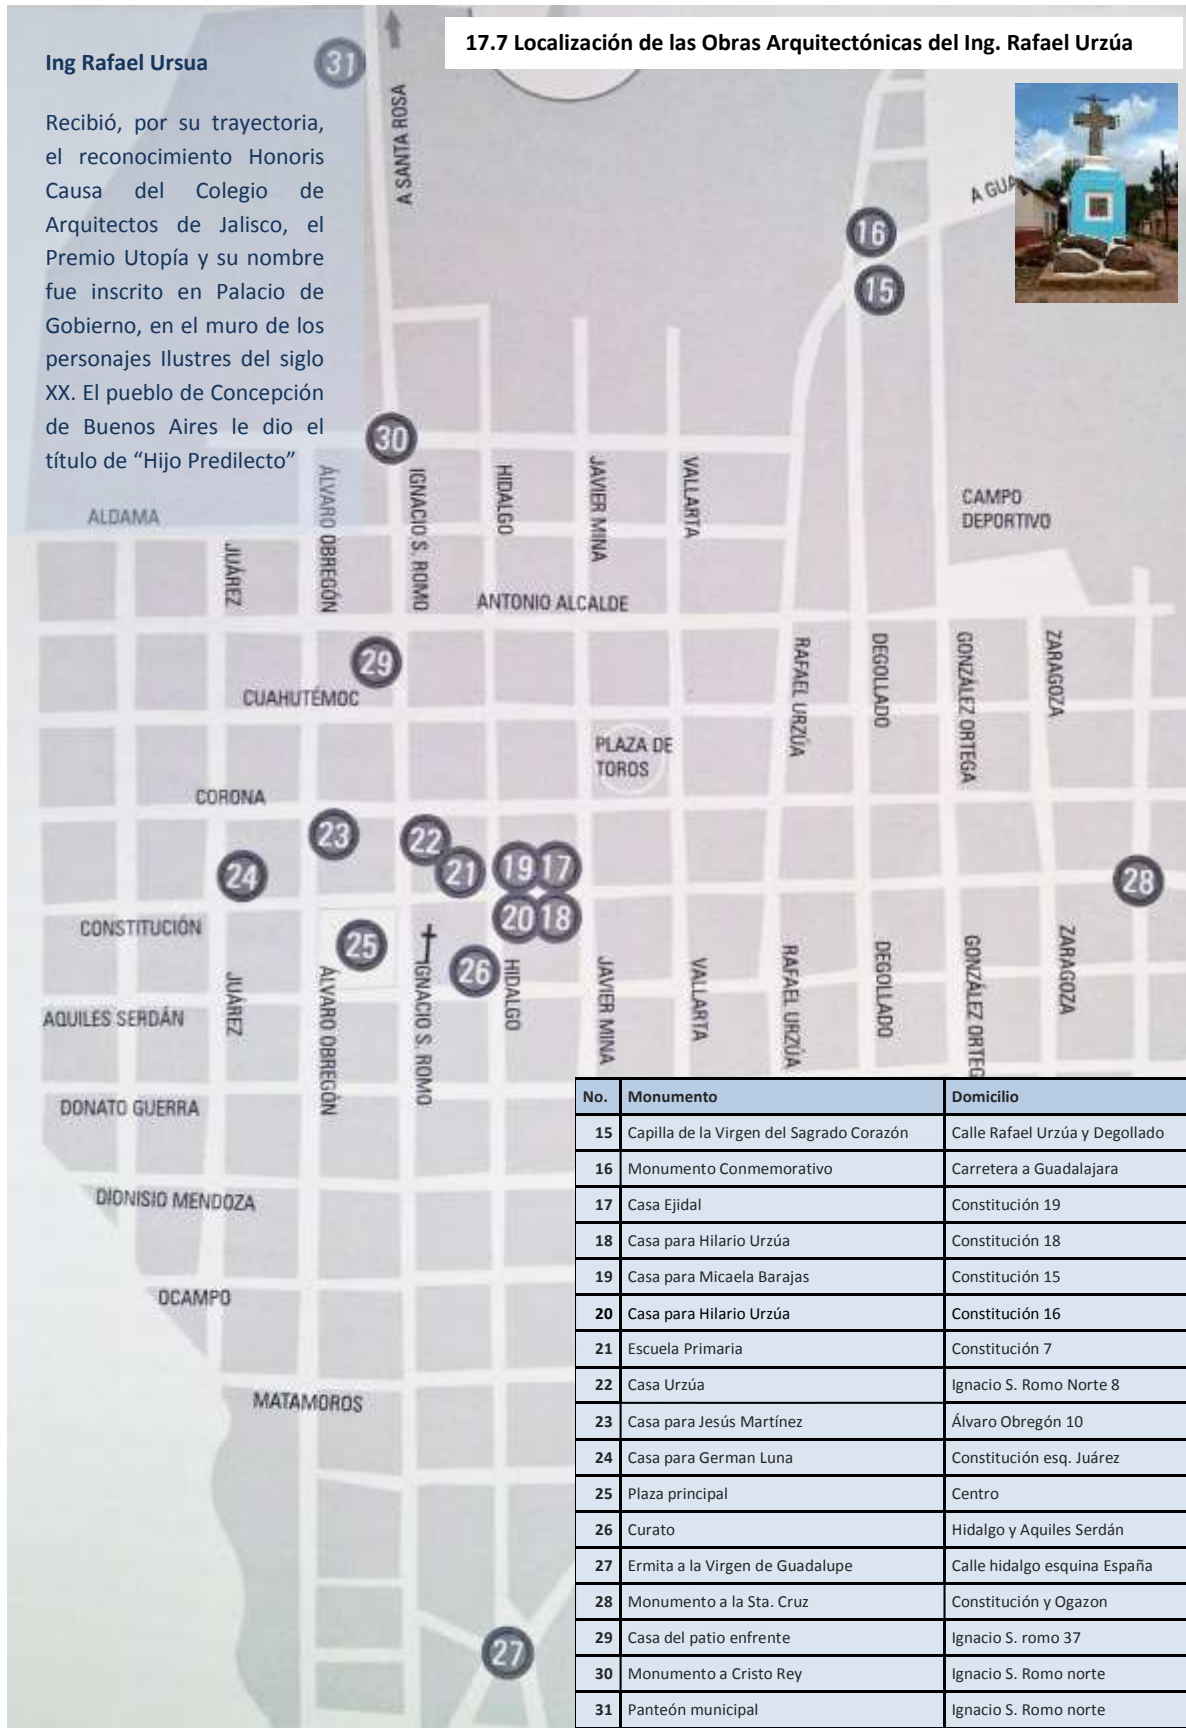 17.7 Localización de las Obras Arquitectónicas del Ing. Rafael Urzúa
Ing Rafael Ursua
Recibió, por su trayectoria,
el reconocimiento Honoris
Causa del Colegio de
Arquitectos de Jalisco, el
Premio Utopía y su nombre
fue inscrito en Palacio de
Gobierno, en el muro de los
personajes Ilustres del siglo
XX. El pueblo de Concepción
de Buenos Aires le dio el
título de “Hijo Predilecto”
31
A SANTA ROSA
A GUA
16
15
30
ÁLVARO OBREGÓN
IGNACIO S. ROMO
HIDALGO
JAVIER MINA
VALLARTA
CAMPO
DEPORTIVO
ALDAMA
JUÁREZ
ANTONIO ALCALDE
29
CUAHUTÉMOC
RAFAEL URZÚA
DEGOLLADO
GONZÁLEZ ORTEGA
ZARAGOZA
PLAZA DE
TOROS
CORONA
23
22
21
19
17
24
28
20
18
CONSTITUCIÓN
25
26
JUÁREZ
ÁLVARO OBREGÓN
IGNACIO S. ROMO
HIDALGO
JAVIER MINA
VALLARTA
RAFAEL URZÚA
DEGOLLADO
GONZÁLEZ ORTEG
ZARAGOZA
AQUILES SERDÁN
DONATO GUERRA
DIONISIO MENDOZA
OCAMPO
MATAMOROS
27
No. Monumento Domicilio
15 Capilla de la Virgen del Sagrado Corazón Calle Rafael Urzúa y Degollado
16 Monumento Conmemorativo Carretera a Guadalajara
17 Casa Ejidal Constitución 19
18 Casa para Hilario Urzúa Constitución 18
19 Casa para Micaela Barajas Constitución 15
20 Casa para Hilario Urzúa Constitución 16
21 Escuela Primaria Constitución 7
22 Casa Urzúa Ignacio S. Romo Norte 8
23 Casa para Jesús Martínez Álvaro Obregón 10
24 Casa para German Luna Constitución esq. Juárez
25 Plaza principal Centro
26 Curato Hidalgo y Aquiles Serdán
27 Ermita a la Virgen de Guadalupe Calle hidalgo esquina España
28 Monumento a la Sta. Cruz Constitución y Ogazon
29 Casa del patio enfrente Ignacio S. romo 37
30 Monumento a Cristo Rey Ignacio S. Romo norte
31 Panteón municipal Ignacio S. Romo norte